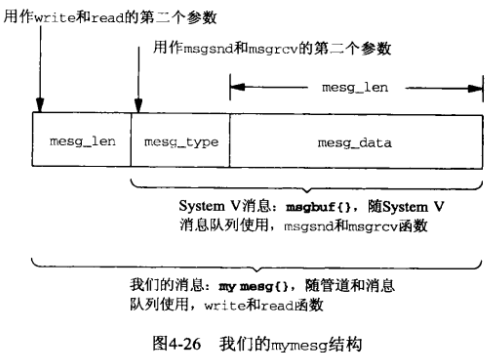 用作write和read的第二个参数
用作msgsnd和msgrcv的第二个参数
mesg_len
mesg_len
mesg_type
mesg_data
System V消息：msgbuf{}，随System V
消息队列使用，msgsnd和msgrcv函数
我们的消息：my mesg{}，随管道和消息
队列使用，write和read函数
图4-26 我们的mymesg结构